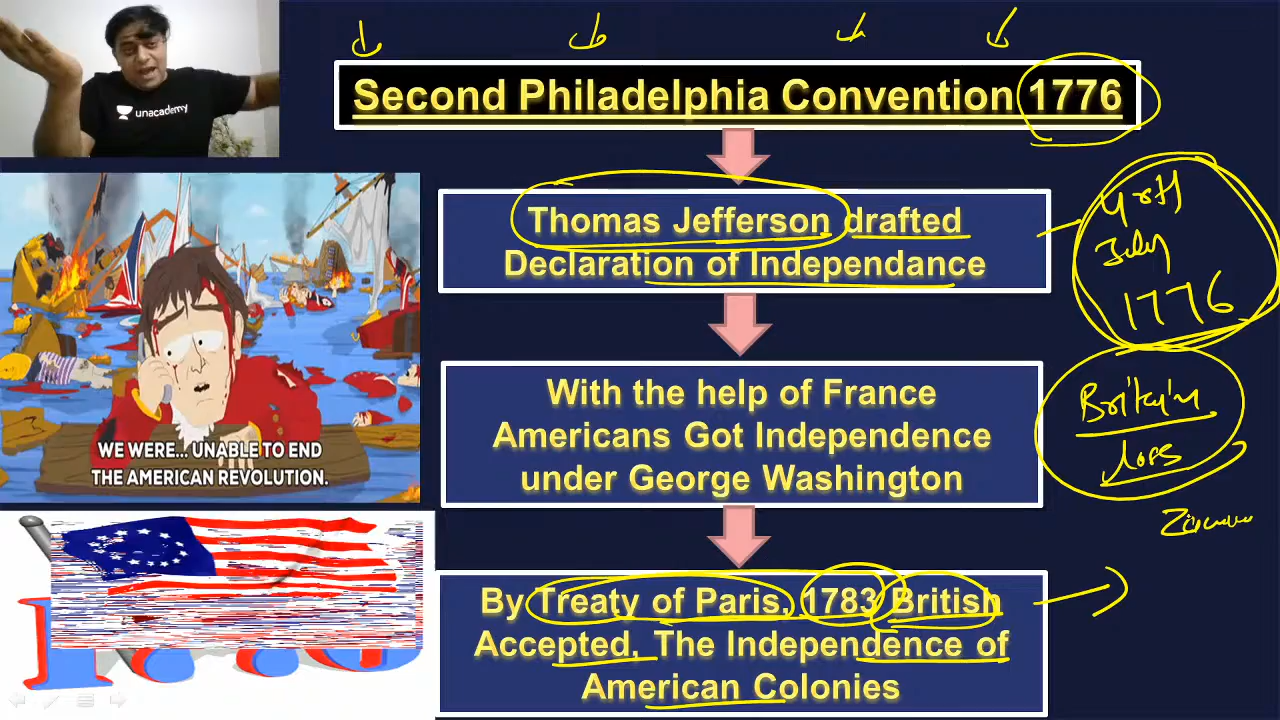 unacademy
Second Philadelphia Convention 1776
Thomas Jefferson drafted
Declaration of Independance
4th
July
1776
With the help of France
Americans Got Independence
under George Washington
Britain
loss
WE WERE... UNABLE TO END
THE AMERICAN REVOLUTION.
By Treaty of Paris, 1783 British
Accepted, The Independence of
American Colonies